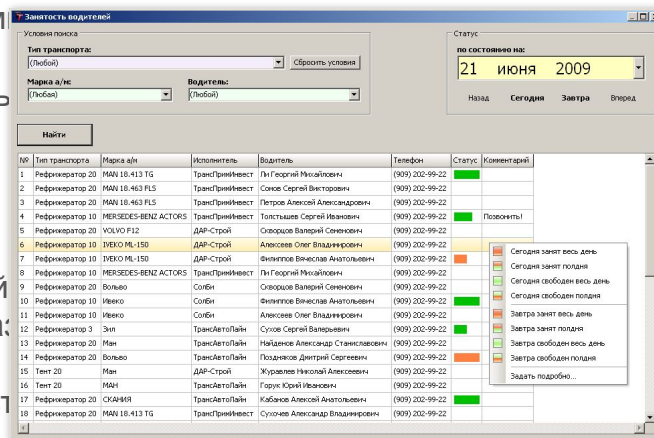 Занятость водителей
Условия поиска
Тип транспорта:
(Любой)
Сбросить условия
Марка а/м:
Водитель:
(Любая)
(Любой)
Статус
по состоянию на:
21 июня 2009
Назад Сегодня Завтра Вперед
Найти
№ Тип транспорта Марка а/м Исполнитель Водитель Телефон Статус Комментарий
1 Рефрижератор 20 MAN 18.413 TG ТрансПримИнвест Ли Георгий Михайлович (909) 202-99-22
2 Рефрижератор 20 MAN 18.463 FLS ТрансПримИнвест Сонов Сергей Викторович (909) 202-99-22
3 Рефрижератор 20 MAN 18.463 FLS ТрансПримИнвест Петров Алексей Александрович (909) 202-99-22
4 Рефрижератор 10 MERSEDES-BENZ ACTORS ТрансПримИнвест Толстышев Сергей Иванович (909) 202-99-22 Позвонить!
5 Рефрижератор 20 VOLVO F12 ДАР-Строй Скворцов Валерий Семенович (909) 202-99-22
6 Рефрижератор 10 IVEKO ML-150 ДАР-Строй Алексеев Олег Владимирович (909) 202-99-22
7 Рефрижератор 10 IVEKO ML-150 ДАР-Строй Филиппов Вячеслав Анатольевич (909) 202-99-22
8 Рефрижератор 10 MERSEDES-BENZ ACTORS ТрансПримИнвест Ли Георгий Михайлович (909) 202-99-22
9 Рефрижератор 20 Вольво СолБи Скворцов Валерий Семенович (909) 202-99-22
10 Рефрижератор 10 Ивеко СолБи Филиппов Вячеслав Анатольевич (909) 202-99-22
11 Рефрижератор 10 Ивеко СолБи Алексеев Олег Владимирович (909) 202-99-22
12 Рефрижератор 3 Зил ТрансАвтоЛайн Сухов Сергей Валерьевич (909) 202-99-22
13 Рефрижератор 20 Ман ТрансАвтоЛайн Найденов Александр Станиславович (909) 202-99-22
14 Рефрижератор 20 Вольво ТрансАвтоЛайн Поздняков Дмитрий Сергеевич (909) 202-99-22
15 Тент 20 Ман ДАР-Строй Журавлев Николай Алексеевич (909) 202-99-22
16 Тент 20 МАН ТрансАвтоЛайн Горук Юрий Иванович (909) 202-99-22
17 Рефрижератор 20 СКАНИЯ ТрансАвтоЛайн Кабанов Алексей Анатольевич (909) 202-99-22
18 Рефрижератор 20 MAN 18.413 TG ТрансПримИнвест Сухочев Александр Владимирович (909) 202-99-22
Сегодня занят весь день
Сегодня занят полдня
Сегодня свободен весь день
Сегодня свободен полдня
Завтра занят весь день
Завтра занят полдня
Завтра свободен весь день
Завтра свободен полдня
Задать подробно...